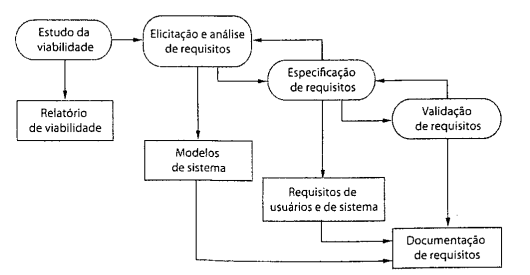 Estudo da
viabilidade
Elicitação e análise
de requisitos
Especificação
de requisitos
Validação
de requisitos
Relatório
de viabilidade
Modelos
de sistema
Requisitos de
usuários e de sistema
Documentação
de requisitos